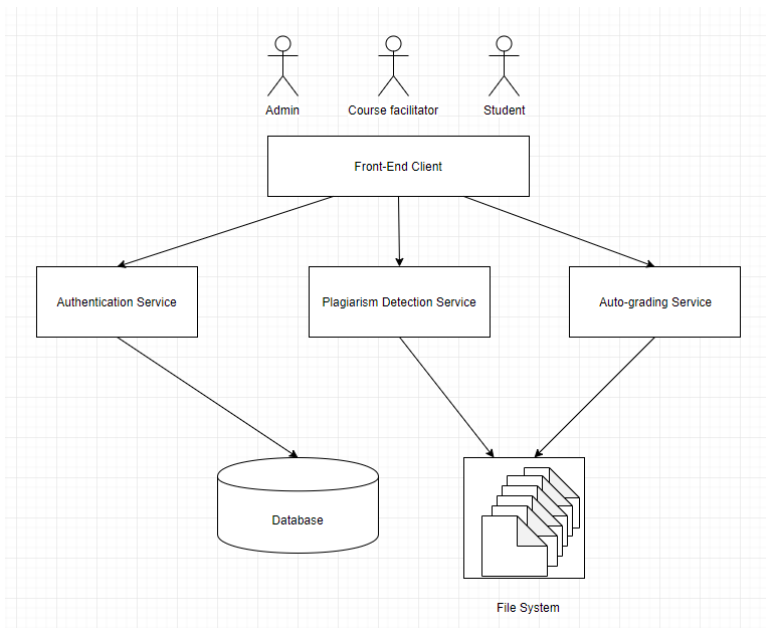 Admin
Course facilitator
Student
Front-End Client
Authentication Service
Plagiarism Detection Service
Auto-grading Service
Database
File System